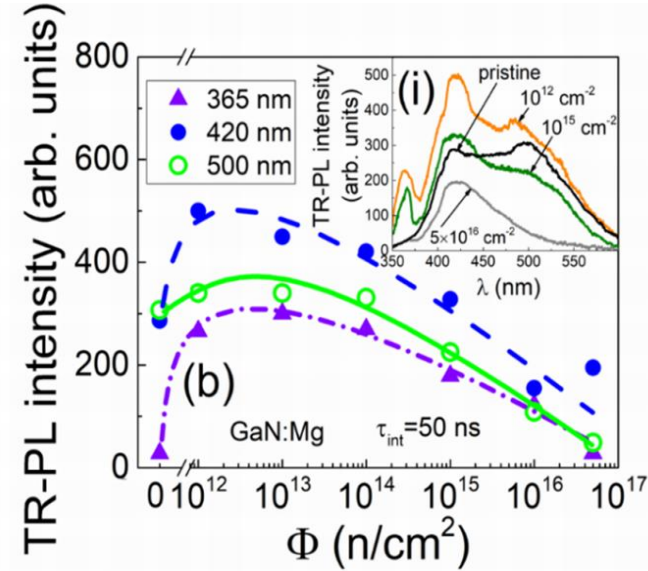 TR-PL intensity (arb. units)
800
600
400
200
0
365 nm
420 nm
500 nm
(i)
TR-PL intensity
(arb. units)
500
400
300
200
100
0
pristine
10¹² cm⁻²
10¹⁵ cm⁻²
5×10¹⁶ cm⁻²
350 400 450 500 550
λ (nm)
(b)
GaN:Mg τint=50 ns
0 10¹² 10¹³ 10¹⁴ 10¹⁵ 10¹⁶ 10¹⁷
Φ (n/cm²)